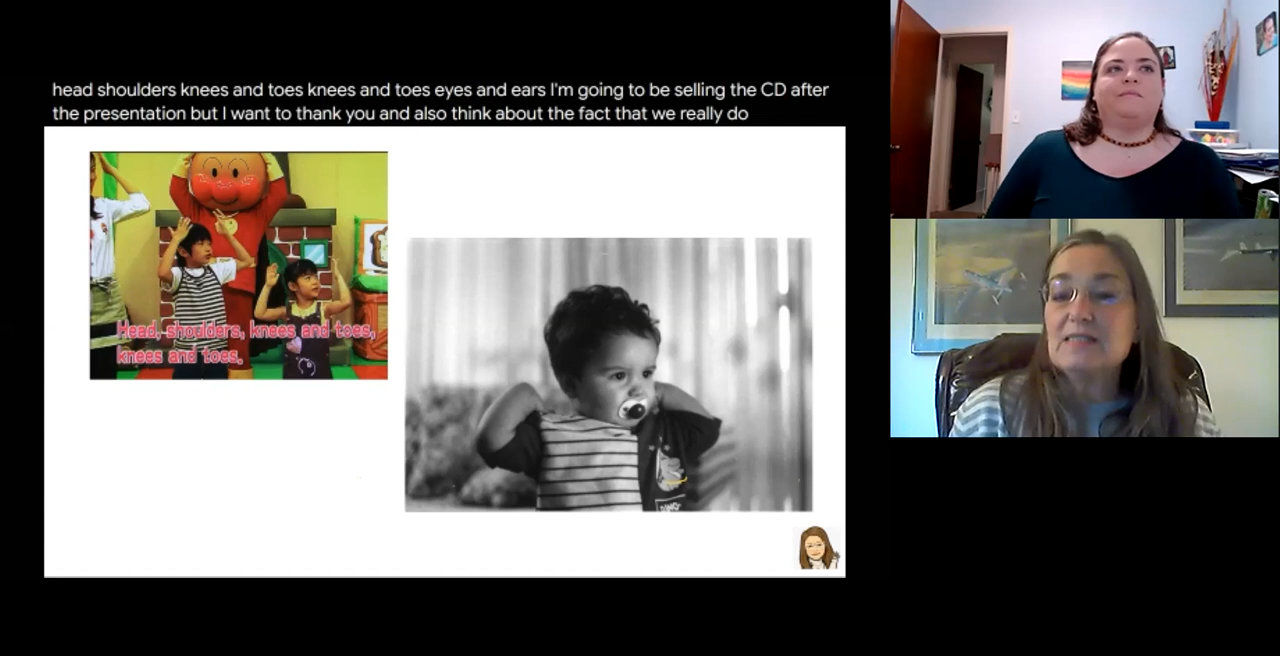 head shoulders knees and toes knees and toes eyes and ears I'm going to be selling the CD after
the presentation but I want to thank you and also think about the fact that we really do
Head, shoulders, knees and toes,
knees and toes.